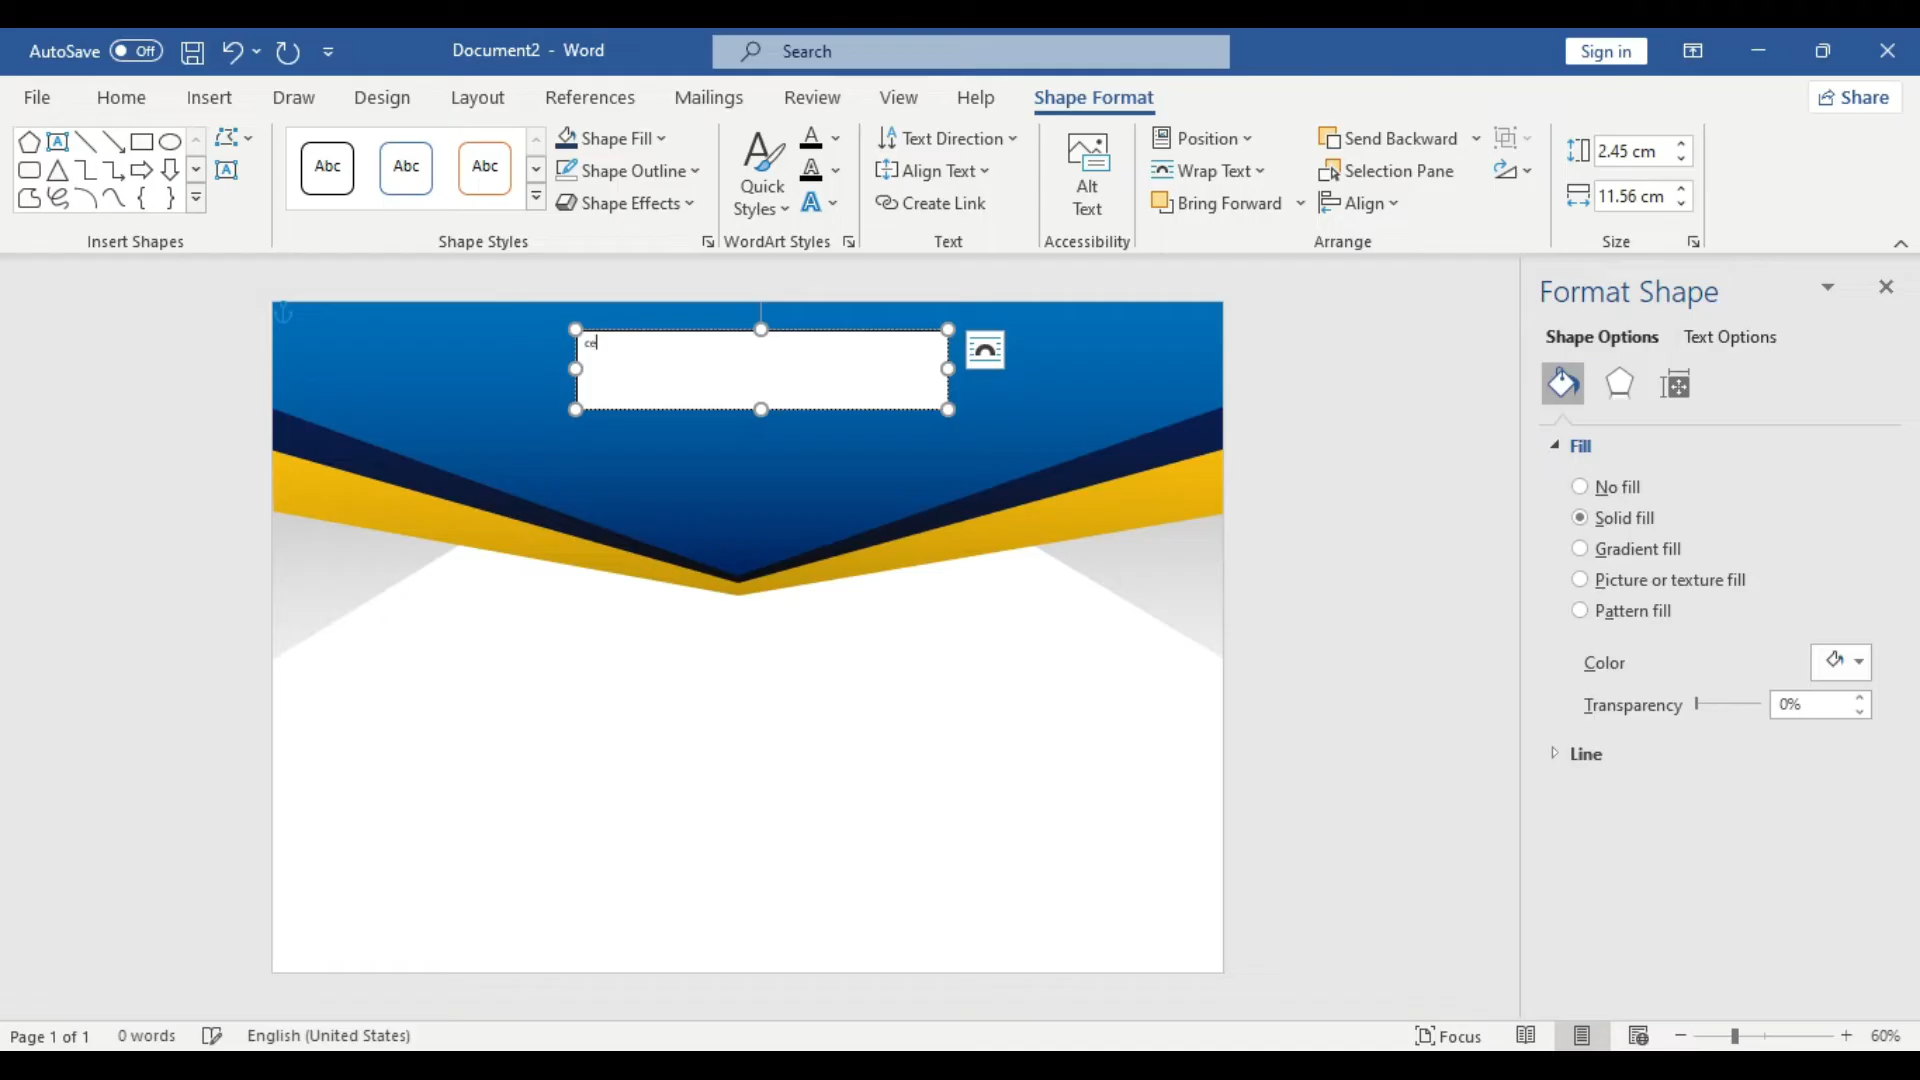 AutoSave Off Document2 - Word Search Sign in
File Home Insert Draw Design Layout References Mailings Review View Help Shape Format Share
Abc Abc Abc
Shape Fill
Shape Outline
Shape Effects
Quick
Styles
Text Direction
Align Text
Create Link
Alt
Text
Position
Wrap Text
Bring Forward
Send Backward
Selection Pane
Align
2.45 cm
11.56 cm
Insert Shapes Shape Styles WordArt Styles Text Accessibility Arrange Size
ce
Format Shape
Shape Options Text Options
Fill
No fill
Solid fill
Gradient fill
Picture or texture fill
Pattern fill
Color
Transparency 0%
Line
Page 1 of 1 0 words English (United States) Focus 60%